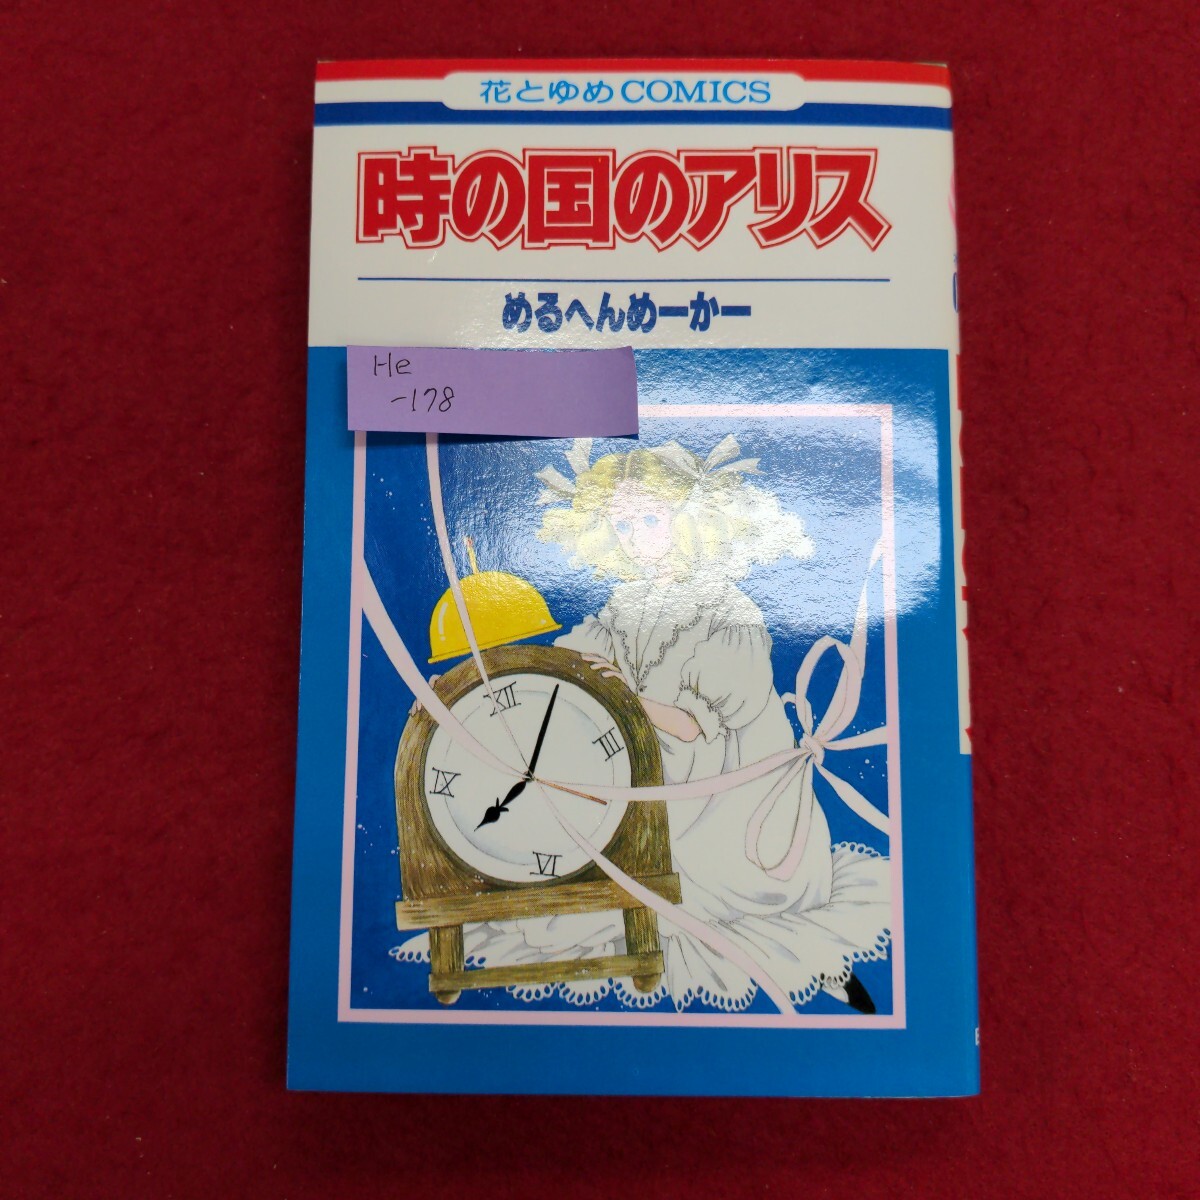 花とゆめCOMICS
時の国のアリス
めるへんめーかー
He
-178
XII
III
IX
VI